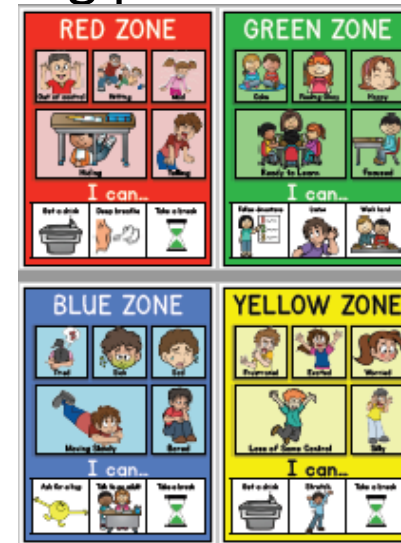 RED ZONE
Out of control
Hitting
Mad
Hiding
Yelling
I can...
Get a drink
Deep breaths
Take a break
GREEN ZONE
Calm
Feeling Okay
Happy
Ready to Learn
Focused
I can...
Follow directions
Listen
Work hard
BLUE ZONE
Tired
Sick
Sad
Moving Slowly
Bored
I can...
Ask for a hug
Talk to an adult
Take a break
YELLOW ZONE
Frustrated
Excited
Worried
Loss of Some Control
Silly
I can...
Get a drink
Stretch
Take a break